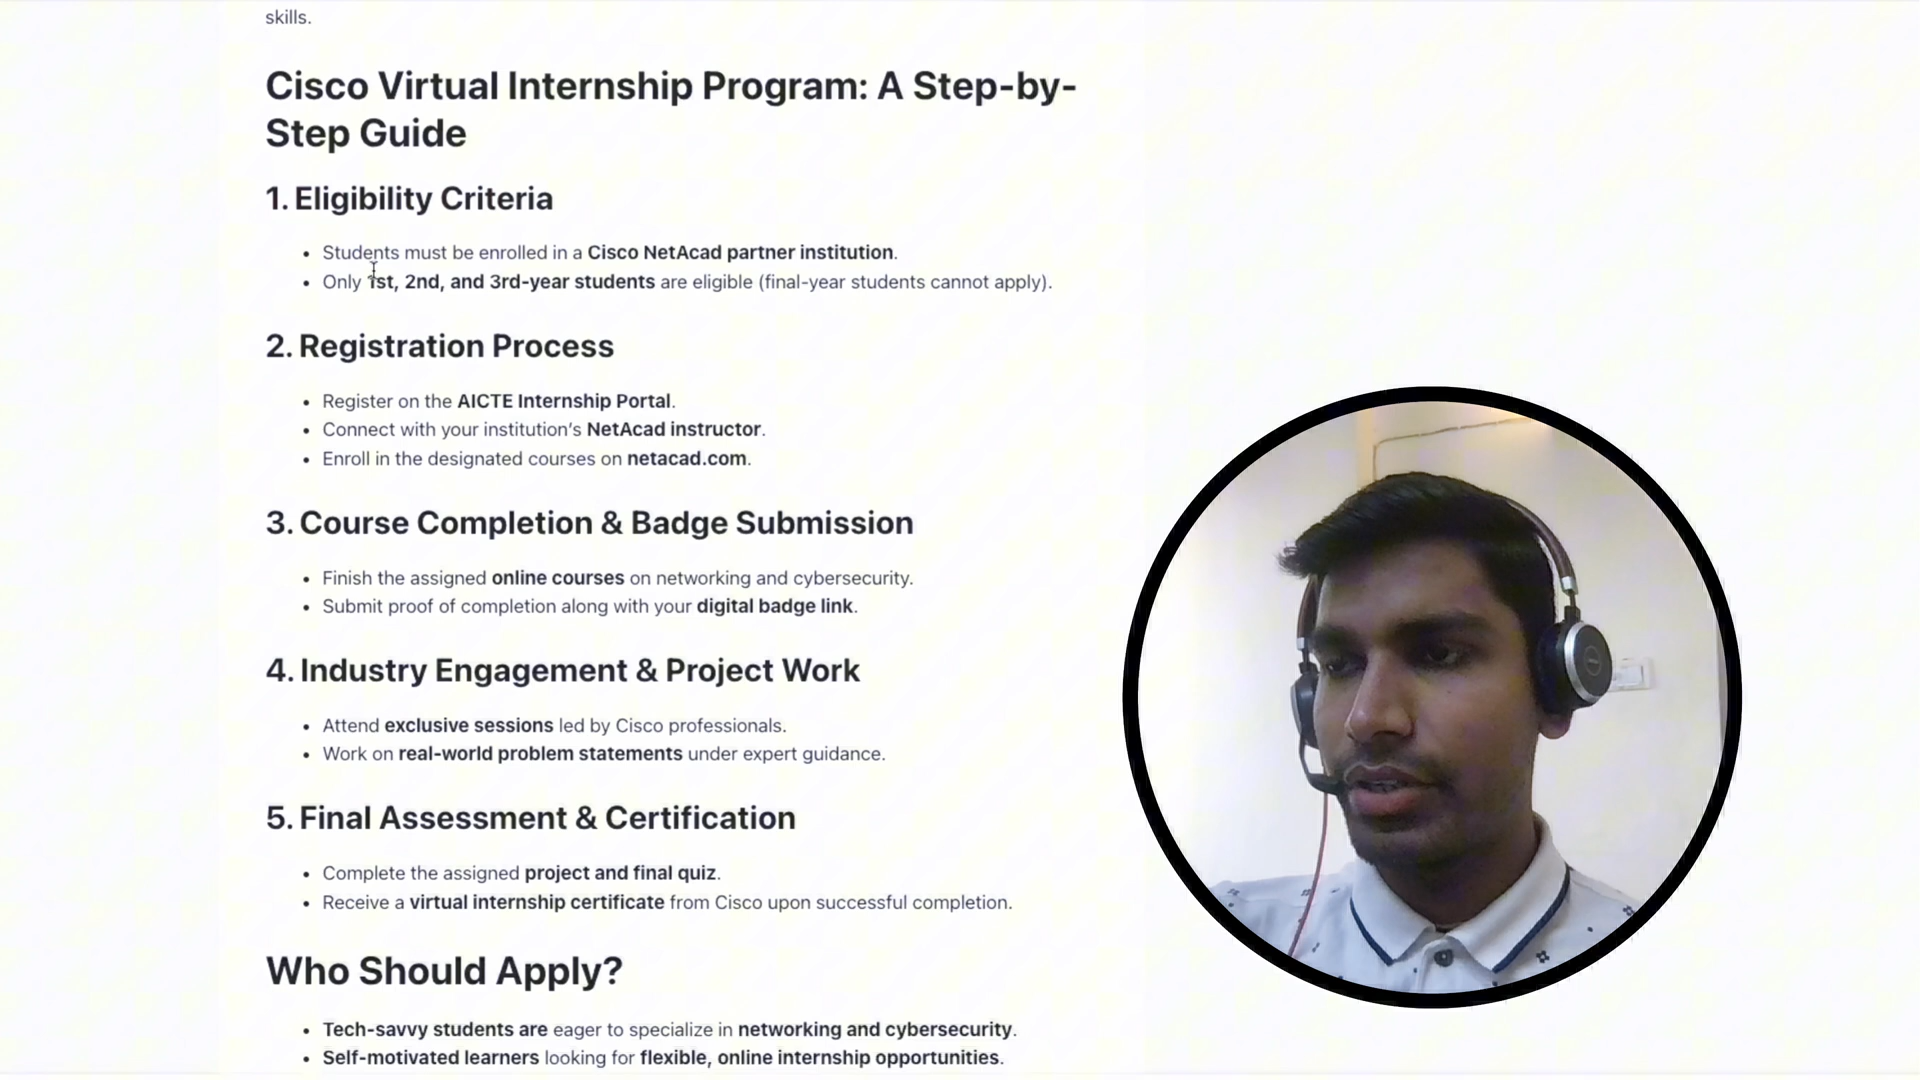 skills.
Cisco Virtual Internship Program: A Step-by-
Step Guide
1. Eligibility Criteria
• Students must be enrolled in a Cisco NetAcad partner institution.
• Only 1st, 2nd, and 3rd-year students are eligible (final-year students cannot apply).
2. Registration Process
• Register on the AICTE Internship Portal.
• Connect with your institution's NetAcad instructor.
• Enroll in the designated courses on netacad.com.
3. Course Completion & Badge Submission
• Finish the assigned online courses on networking and cybersecurity.
• Submit proof of completion along with your digital badge link.
4. Industry Engagement & Project Work
• Attend exclusive sessions led by Cisco professionals.
• Work on real-world problem statements under expert guidance.
5. Final Assessment & Certification
• Complete the assigned project and final quiz.
• Receive a virtual internship certificate from Cisco upon successful completion.
Who Should Apply?
• Tech-savvy students are eager to specialize in networking and cybersecurity.
• Self-motivated learners looking for flexible, online internship opportunities.